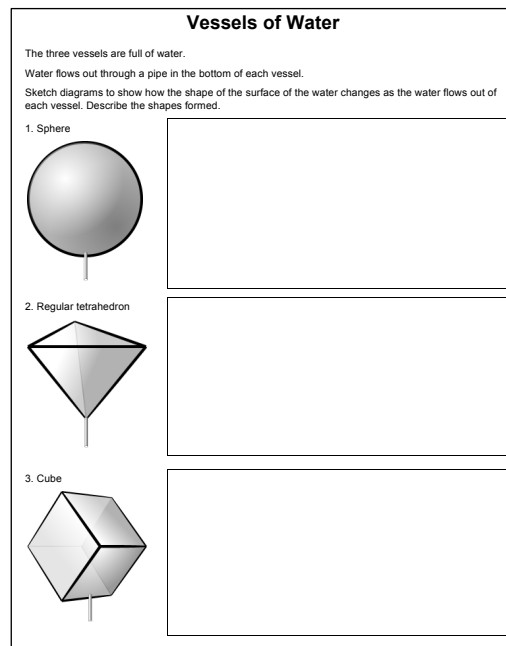 Vessels of Water
The three vessels are full of water.
Water flows out through a pipe in the bottom of each vessel.
Sketch diagrams to show how the shape of the surface of the water changes as the water flows out of
each vessel. Describe the shapes formed.
1. Sphere
2. Regular tetrahedron
3. Cube